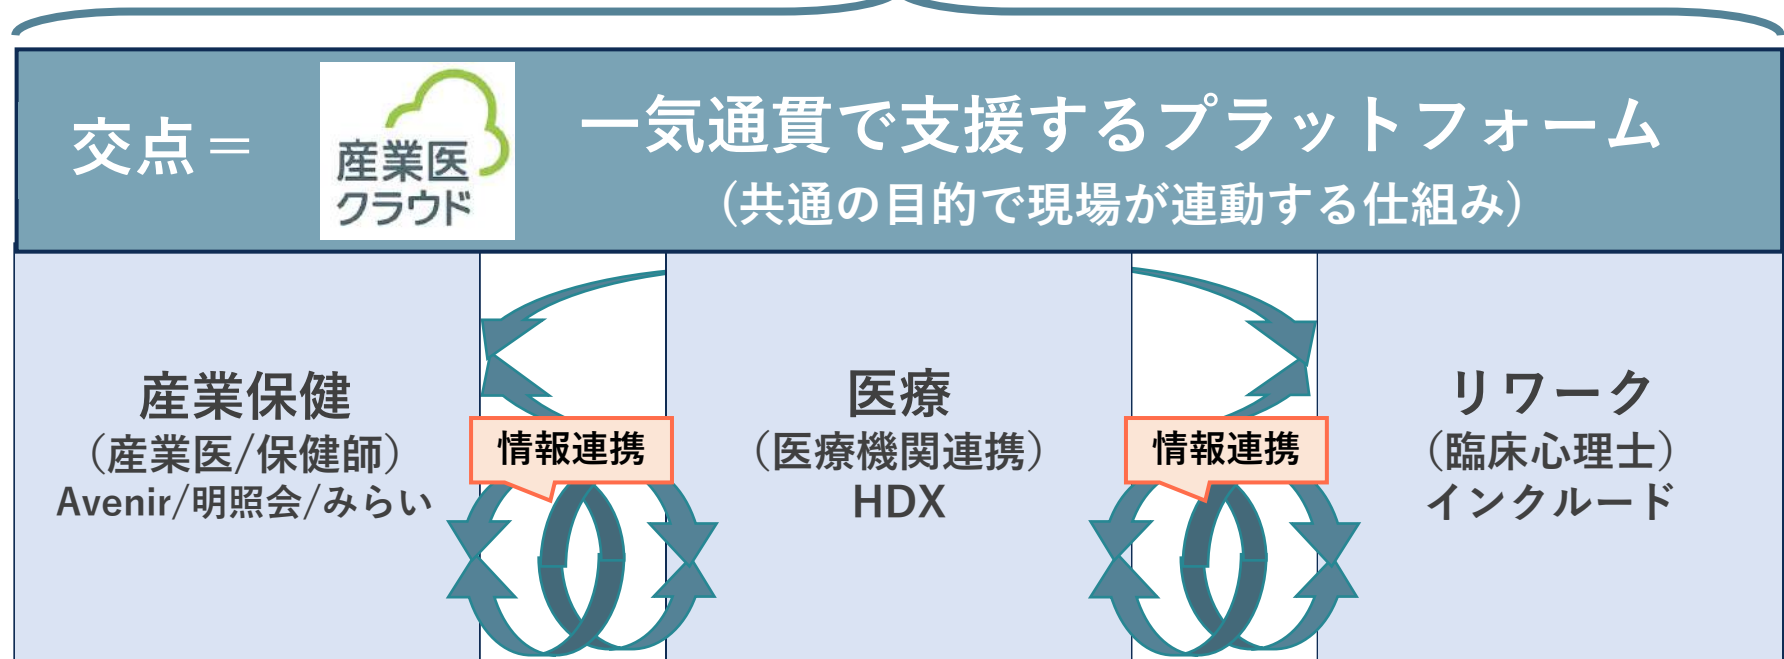 交点＝
産業医
クラウド
一気通貫で支援するプラットフォーム
（共通の目的で現場が連動する仕組み）
産業保健
（産業医/保健師）
Avenir/明照会/みらい
情報連携
医療
（医療機関連携）
HDX
情報連携
リワーク
（臨床心理士）
インクルード